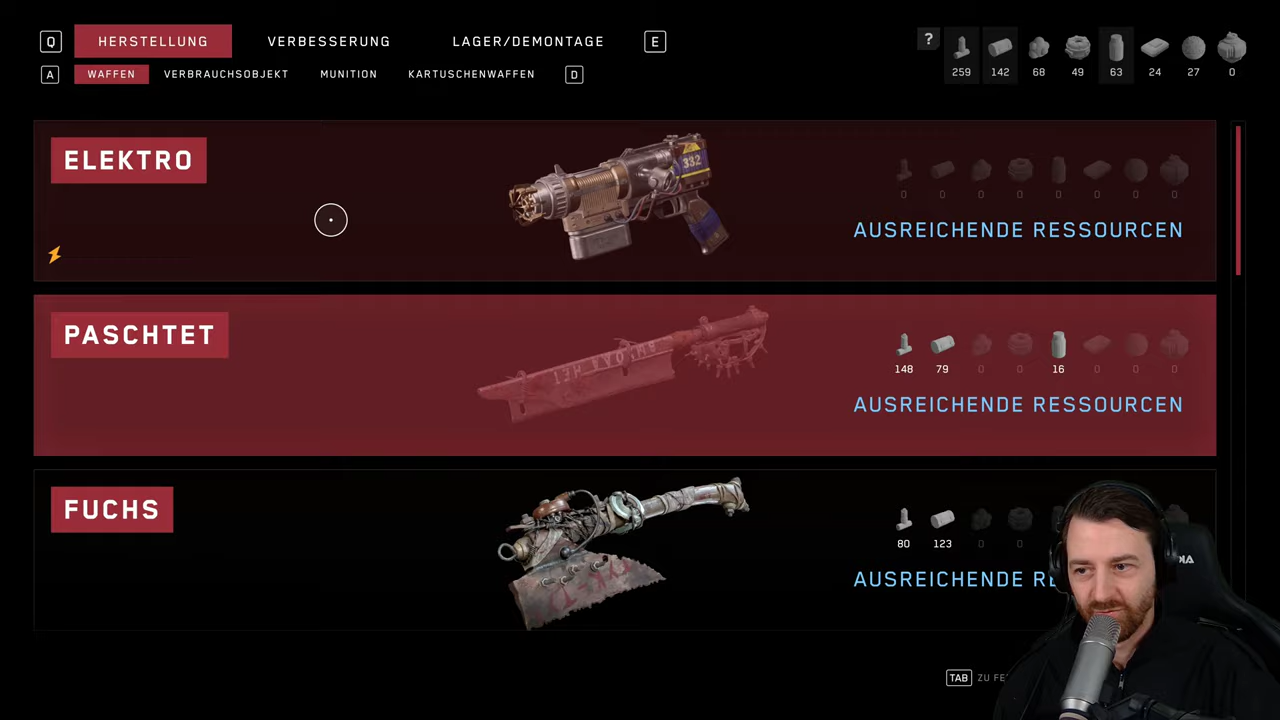 Q HERSTELLUNG VERBESSERUNG LAGER/DEMONTAGE E
A WAFFEN VERBRAUCHSOBJEKT MUNITION KARTUSCHENWAFFEN D
?
259 142 68 49 63 24 27 0
ELEKTRO
332
0 0 0 0 0 0 0 0
AUSREICHENDE RESSOURCEN
PASCHTET
148 79 0 0 16 0 0 0
AUSREICHENDE RESSOURCEN
FUCHS
80 123 0 0
AUSREICHENDE
TAB ZU